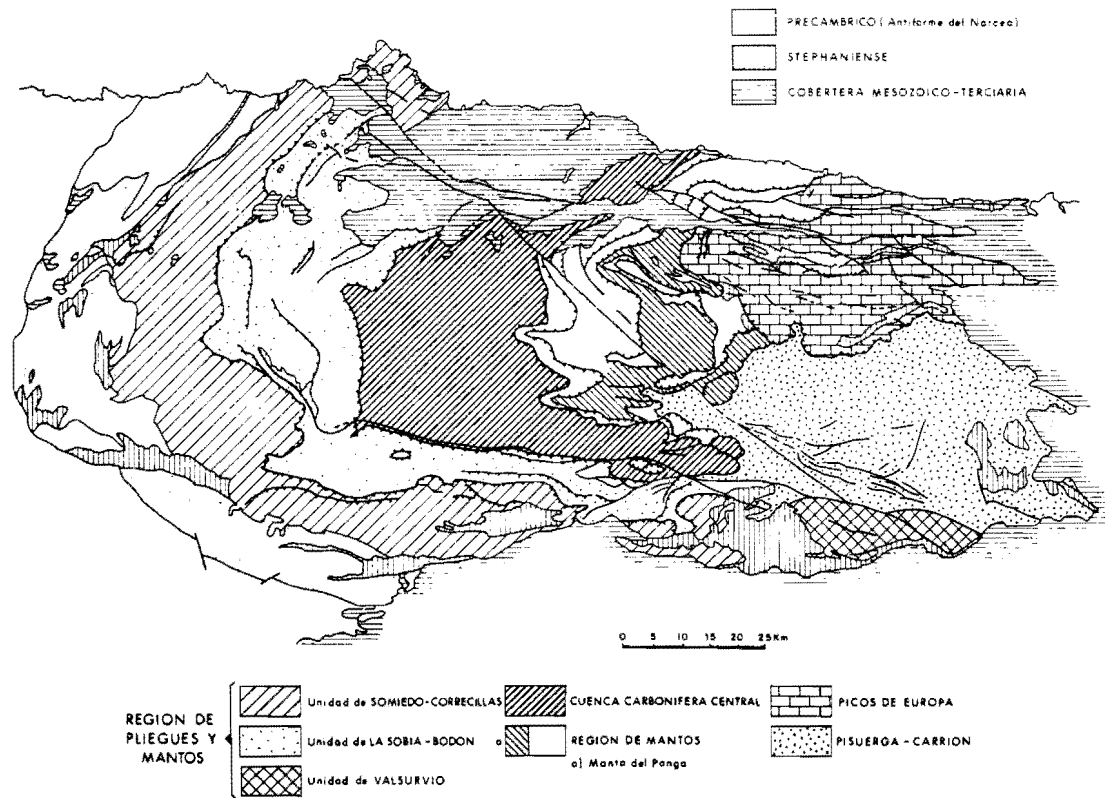 PRECAMBRICO (Antiforme del Narcea)
STEPHANIENSE
COBERTERA MESOZOICO-TERCIARIA
0 5 10 15 20 25Km
REGION DE
PLIEGUES Y
MANTOS
Unidad de SOMIEDO-CORRECILLAS
Unidad de LA SOBIA-BODON
Unidad de VALSURVIO
CUENCA CARBONIFERA CENTRAL
a
REGION DE MANTOS
a) Manta del Ponga
PICOS DE EUROPA
PISUERGA-CARRION